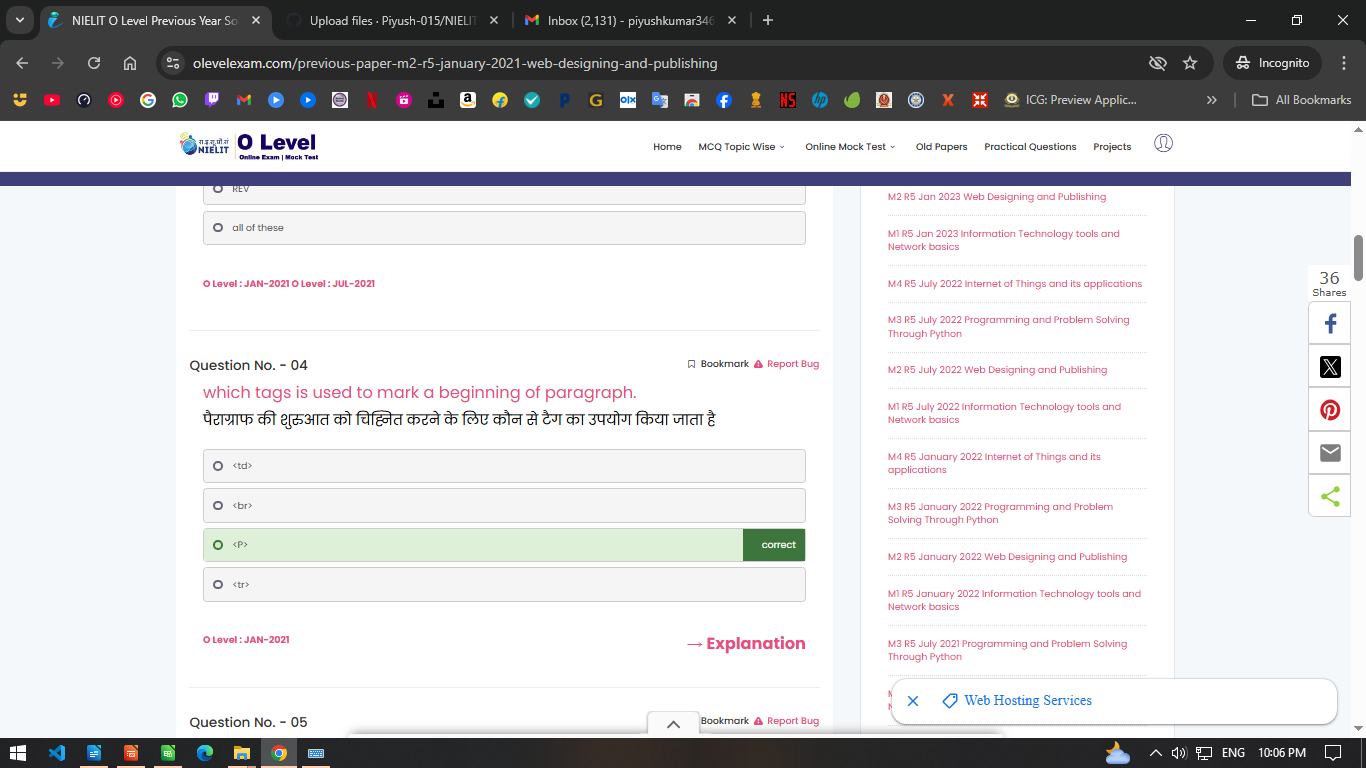 NIELIT O Level Previous Year So
Upload files · Piyush-015/NIELIT
Inbox (2,131) - piyushkumar346
olevelexam.com/previous-paper-m2-r5-january-2021-web-designing-and-publishing
Incognito
ICG: Preview Applic...
All Bookmarks
NIELIT
O Level
Online Exam | Mock Test
Home
MCQ Topic Wise
Online Mock Test
Old Papers
Practical Questions
Projects
REV
all of these
O Level : JAN-2021 O Level : JUL-2021
Question No. - 04
Bookmark
Report Bug
which tags is used to mark a beginning of paragraph.
पैराग्राफ की शुरुआत को चिह्नित करने के लिए कौन से टैग का उपयोग किया जाता है
<td>
<br>
<P>
correct
<tr>
O Level : JAN-2021
→ Explanation
Question No. - 05
Bookmark
Report Bug
M2 R5 Jan 2023 Web Designing and Publishing
M1 R5 Jan 2023 Information Technology tools and
Network basics
M4 R5 July 2022 Internet of Things and its applications
M3 R5 July 2022 Programming and Problem Solving
Through Python
M2 R5 July 2022 Web Designing and Publishing
M1 R5 July 2022 Information Technology tools and
Network basics
M4 R5 January 2022 Internet of Things and its
applications
M3 R5 January 2022 Programming and Problem
Solving Through Python
M2 R5 January 2022 Web Designing and Publishing
M1 R5 January 2022 Information Technology tools and
Network basics
M3 R5 July 2021 Programming and Problem Solving
Through Python
Web Hosting Services
36
Shares
ENG
10:06 PM